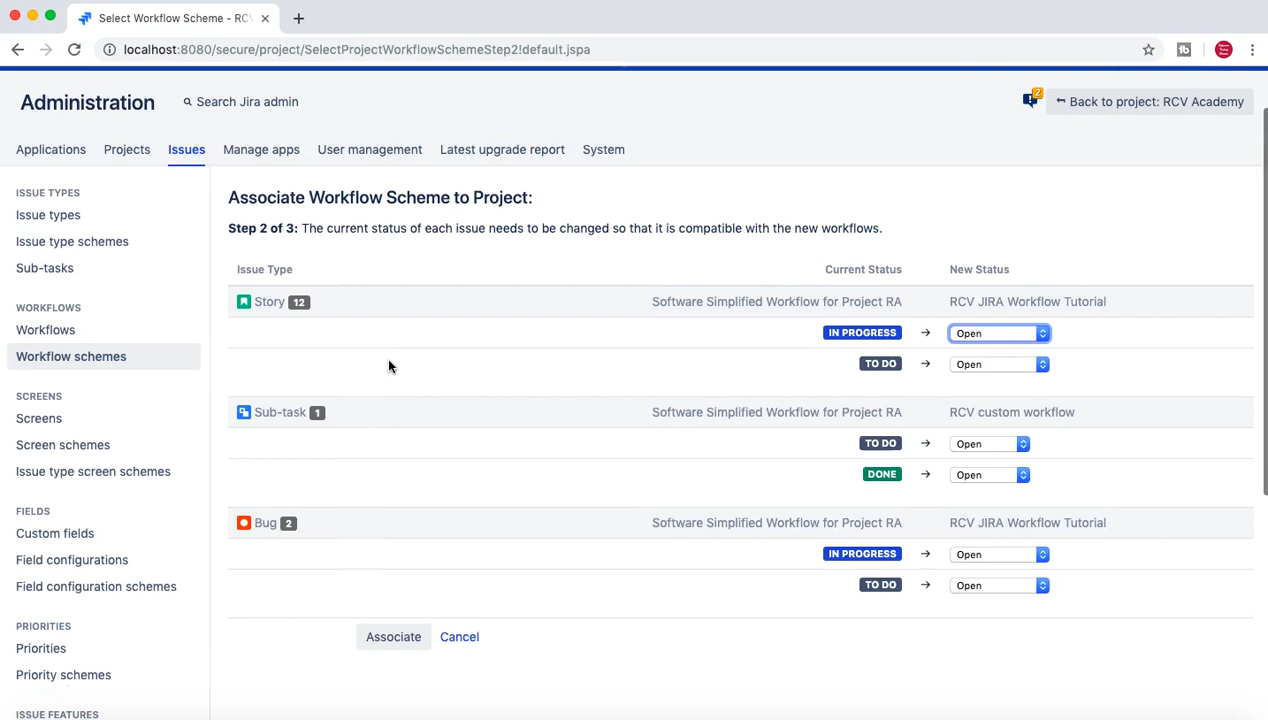 Select Workflow Scheme - RCV
localhost:8080/secure/project/SelectProjectWorkflowSchemeStep2!default.jspa
Administration
Search Jira admin
2
Back to project: RCV Academy
Applications Projects Issues Manage apps User management Latest upgrade report System
ISSUE TYPES
Issue types
Issue type schemes
Sub-tasks
WORKFLOWS
Workflows
Workflow schemes
SCREENS
Screens
Screen schemes
Issue type screen schemes
FIELDS
Custom fields
Field configurations
Field configuration schemes
PRIORITIES
Priorities
Priority schemes
ISSUE FEATURES
Associate Workflow Scheme to Project:
Step 2 of 3: The current status of each issue needs to be changed so that it is compatible with the new workflows.
Issue Type Current Status New Status
Story 12 Software Simplified Workflow for Project RA RCV JIRA Workflow Tutorial
IN PROGRESS → Open
TO DO → Open
Sub-task 1 Software Simplified Workflow for Project RA RCV custom workflow
TO DO → Open
DONE → Open
Bug 2 Software Simplified Workflow for Project RA RCV JIRA Workflow Tutorial
IN PROGRESS → Open
TO DO → Open
Associate Cancel